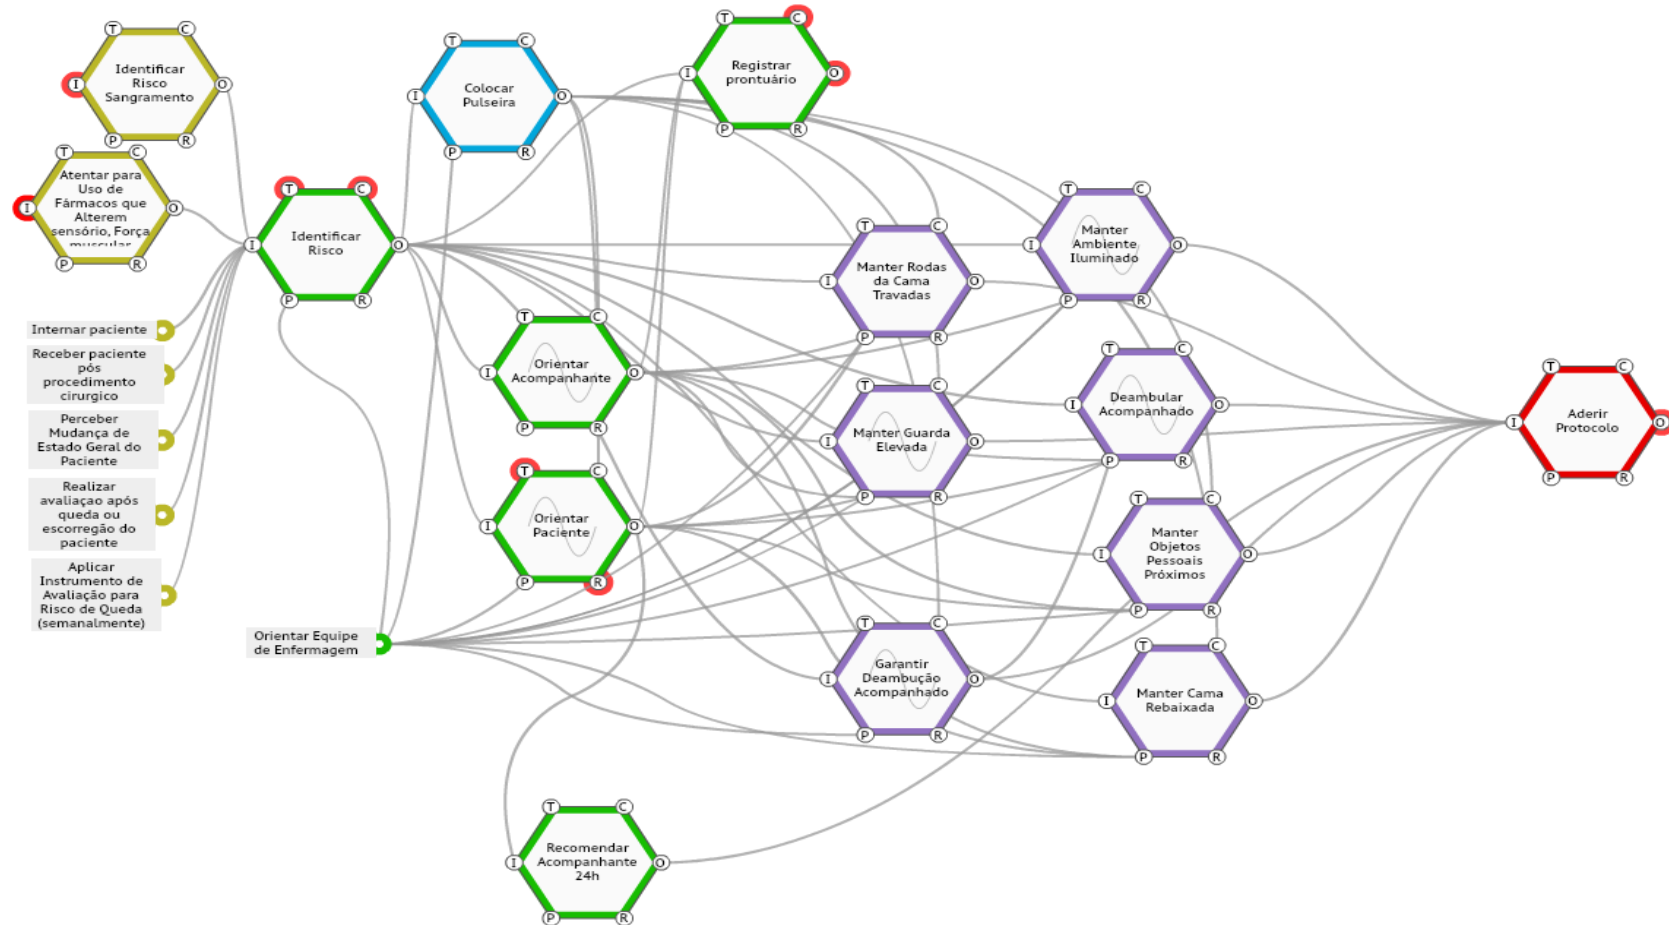 T C
Identificar
Risco
Sangramento
I O
P R
T C
Atentar para
Uso de
Fármacos que
Alterem
sensório, Força
muscular
I O
P R
T C
Identificar
Risco
I O
P R
Internar paciente
Receber paciente
pós
procedimento
cirurgico
Perceber
Mudança de
Estado Geral do
Paciente
Realizar
avaliaçao após
queda ou
escorregão do
paciente
Aplicar
Instrumento de
Avaliação para
Risco de Queda
(semanalmente)
Orientar Equipe
de Enfermagem
T C
Colocar
Pulseira
I O
P R
T C
Registrar
prontuário
I O
P R
T C
Orientar
Acompanhante
I O
P R
T C
Orientar
Paciente
I O
P R
T C
Recomendar
Acompanhante
24h
I O
P R
T C
Manter Rodas
da Cama
Travadas
I O
P R
T C
Manter Guarda
Elevada
I O
P R
T C
Garantir
Deambução
Acompanhado
I O
P R
T C
Manter
Ambiente
Iluminado
I O
P R
T C
Deambular
Acompanhado
I O
P R
T C
Manter
Objetos
Pessoais
Próximos
I O
P R
T C
Manter Cama
Rebaixada
I O
P R
T C
Aderir
Protocolo
I O
P R